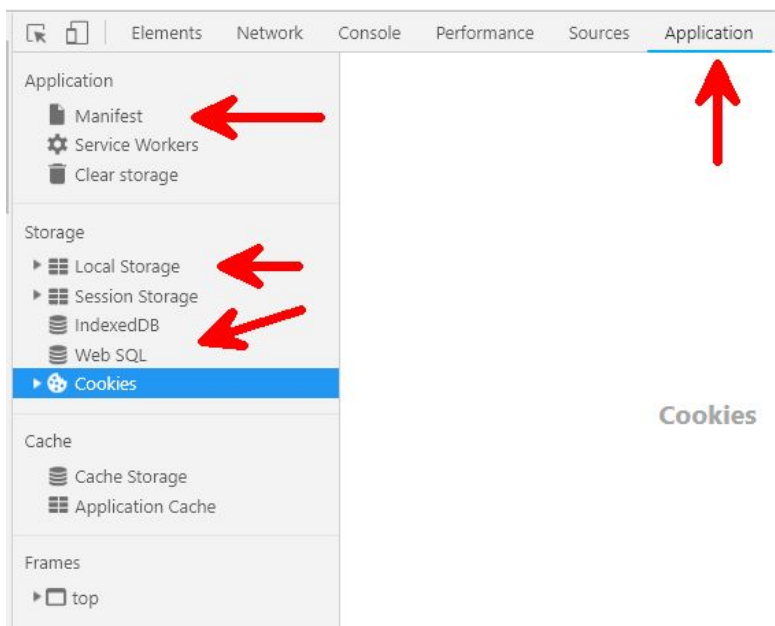 Elements Network Console Performance Sources Application
Application
Manifest
Service Workers
Clear storage
Storage
Local Storage
Session Storage
IndexedDB
Web SQL
Cookies
Cookies
Cache
Cache Storage
Application Cache
Frames
top